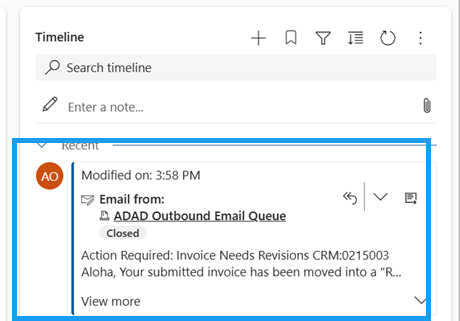 Timeline
Search timeline
Enter a note...
Recent
AO
Modified on: 3:58 PM
Email from:
ADAD Outbound Email Queue
Closed
Action Required: Invoice Needs Revisions CRM:0215003
Aloha, Your submitted invoice has been moved into a "R...
View more